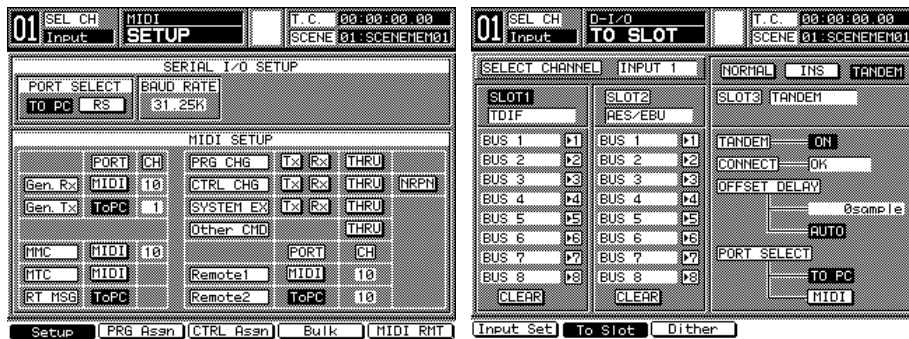 01 SEL CH Input MIDI SETUP T.C. 00:00:00.00
SCENE 01:SCENEMEM01
SERIAL I/O SETUP
PORT SELECT BAUD RATE
TO PC RS 31.25K
MIDI SETUP
PORT CH PRG CHG Tx Rx THRU
Gen. Rx MIDI 10 CTRL CHG Tx Rx THRU NRPN
Gen. Tx ToPC 1 SYSTEM EX Tx Rx THRU
Other CMD THRU
MMC MIDI 10 PORT CH
MTC MIDI Remote1 MIDI 10
RT MSG ToPC Remote2 ToPC 10
Setup PRG Asgn CTRL Asgn Bulk MIDI RMT
01 SEL CH Input D-I/O TO SLOT T.C. 00:00:00.00
SCENE 01:SCENEMEM01
SELECT CHANNEL INPUT 1
SLOT1 SLOT2
TDIF AES/EBU
BUS 1 1 BUS 1 1
BUS 2 2 BUS 2 2
BUS 3 3 BUS 3 3
BUS 4 4 BUS 4 4
BUS 5 5 BUS 5 5
BUS 6 6 BUS 6 6
BUS 7 7 BUS 7 7
BUS 8 8 BUS 8 8
CLEAR CLEAR
NORMAL INS TANDEM
SLOT3 TANDEM
TANDEM ON
CONNECT OK
OFFSET DELAY
0sample
AUTO
PORT SELECT
TO PC
MIDI
Input Set To Slot Dither